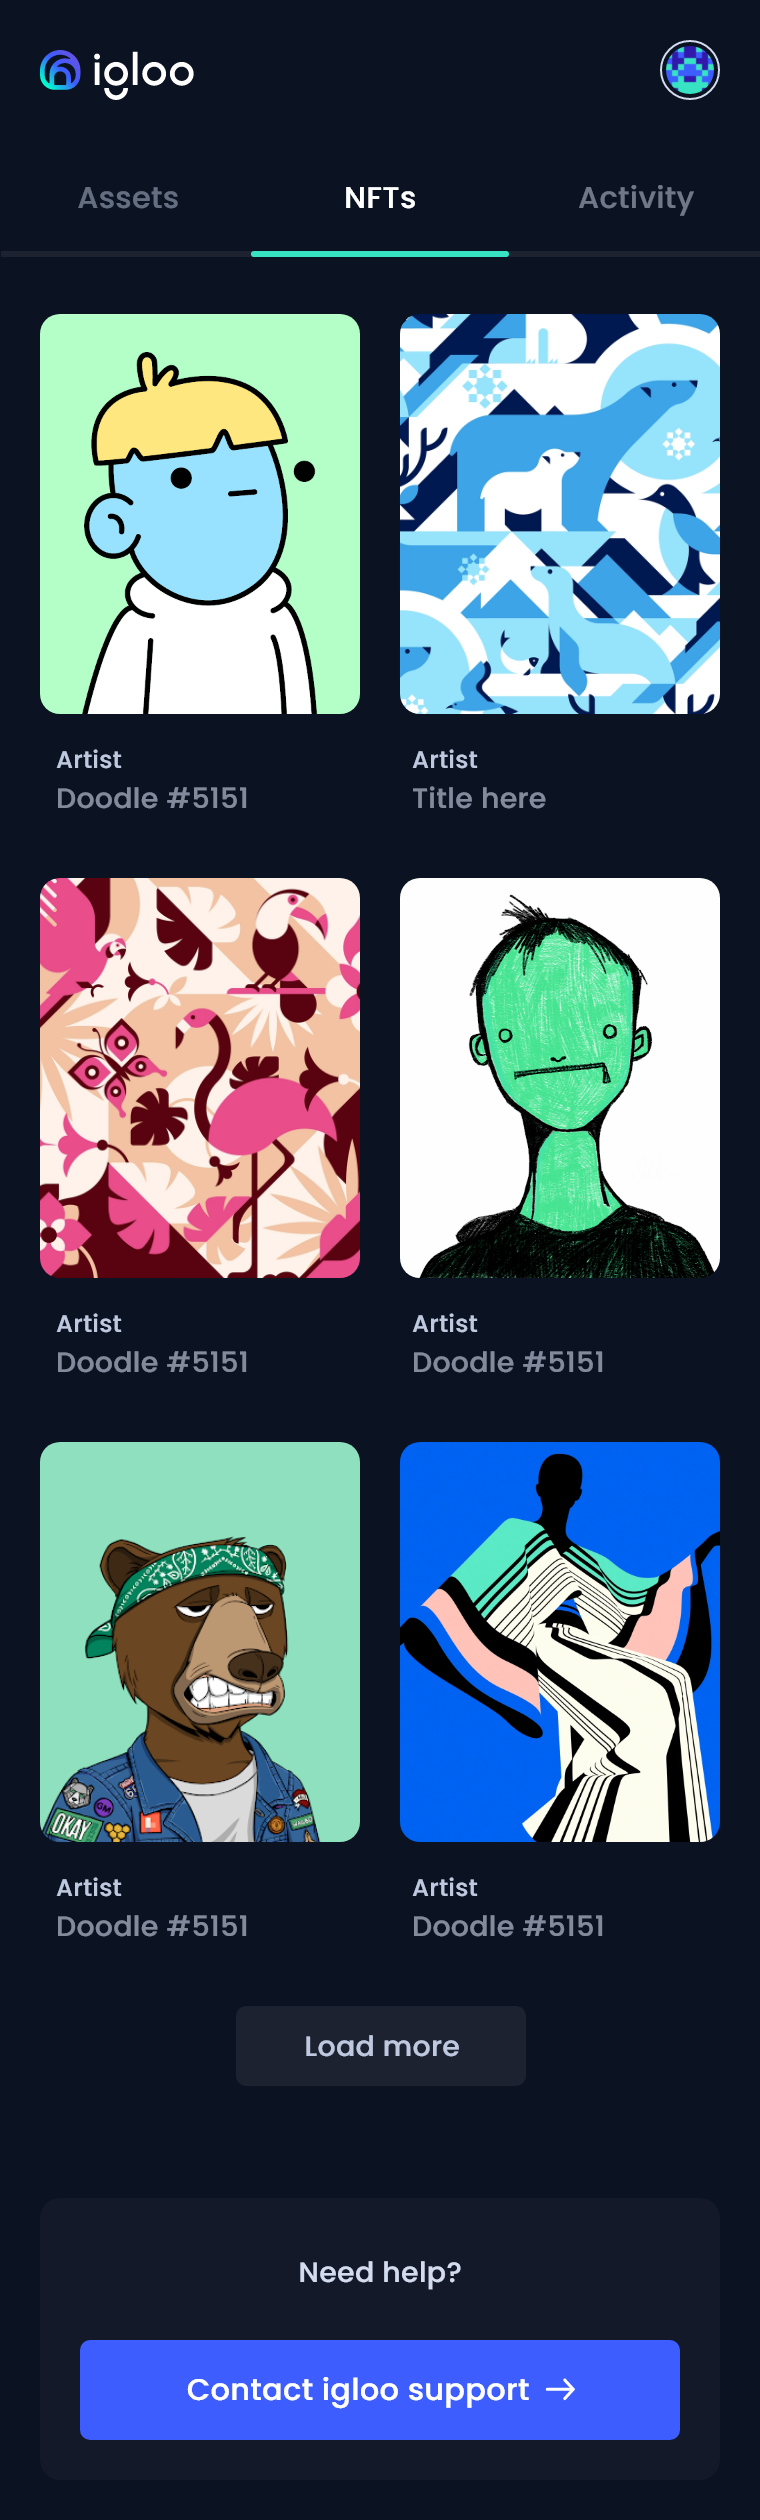 igloo
Assets NFTs Activity
Artist
Doodle #5151
Artist
Title here
Artist
Doodle #5151
Artist
Doodle #5151
GM
OKAY
Artist
Doodle #5151
Artist
Doodle #5151
Load more
Need help?
Contact igloo support →